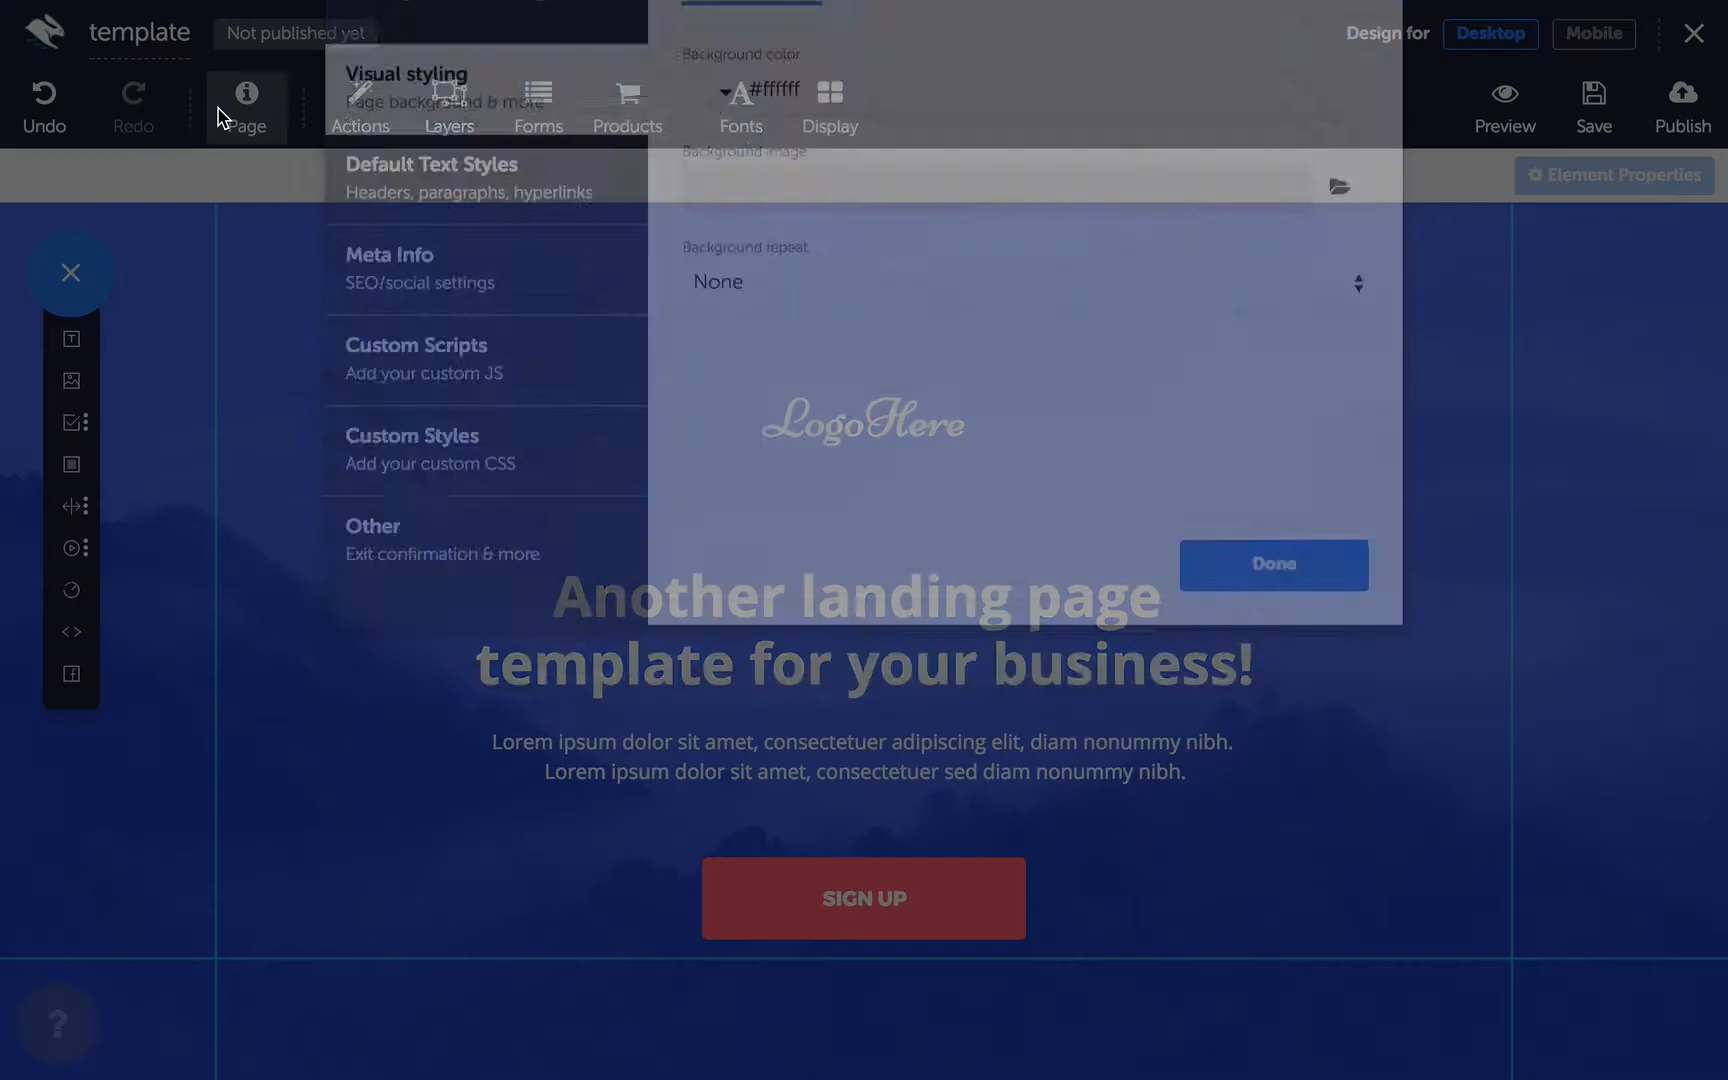 template
Not published yet
Design for
Desktop
Mobile
Undo
Redo
Page
Actions
Layers
Forms
Products
Fonts
Display
Preview
Save
Publish
Element Properties
Visual styling
Page background & more
Default Text Styles
Headers, paragraphs, hyperlinks
Meta Info
SEO/social settings
Custom Scripts
Add your custom JS
Custom Styles
Add your custom CSS
Other
Exit confirmation & more
Background color
#ffffff
Background image
Background repeat
None
Done
LogoHere
Another landing page
template for your business!
Lorem ipsum dolor sit amet, consectetuer adipiscing elit, diam nonummy nibh.
Lorem ipsum dolor sit amet, consectetuer sed diam nonummy nibh.
SIGN UP
?